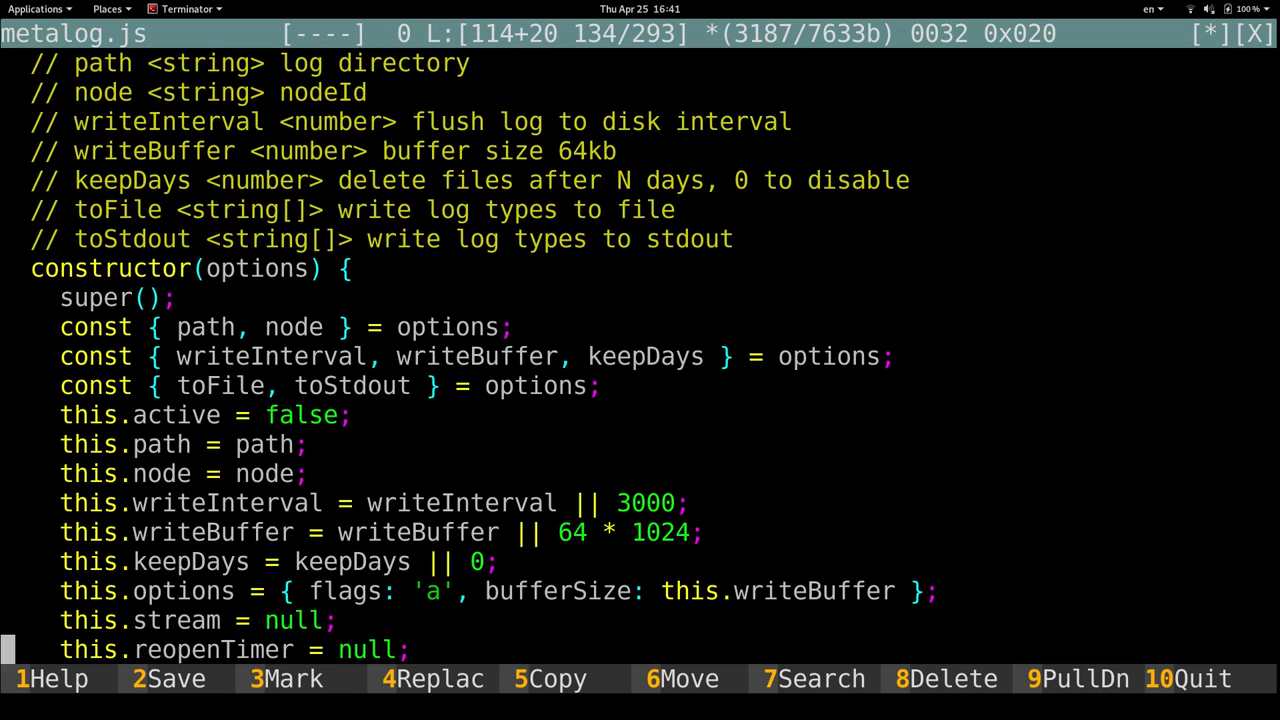 Applications Places Terminator Thu Apr 25 16:41 en 100 %
metalog.js [----] 0 L:[114+20 134/293] *(3187/7633b) 0032 0x020 [*][X]
// path <string> log directory
// node <string> nodeId
// writeInterval <number> flush log to disk interval
// writeBuffer <number> buffer size 64kb
// keepDays <number> delete files after N days, 0 to disable
// toFile <string[]> write log types to file
// toStdout <string[]> write log types to stdout
constructor(options) {
super();
const { path, node } = options;
const { writeInterval, writeBuffer, keepDays } = options;
const { toFile, toStdout } = options;
this.active = false;
this.path = path;
this.node = node;
this.writeInterval = writeInterval || 3000;
this.writeBuffer = writeBuffer || 64 * 1024;
this.keepDays = keepDays || 0;
this.options = { flags: 'a', bufferSize: this.writeBuffer };
this.stream = null;
this.reopenTimer = null;
1Help 2Save 3Mark 4Replac 5Copy 6Move 7Search 8Delete 9PullDn 10Quit